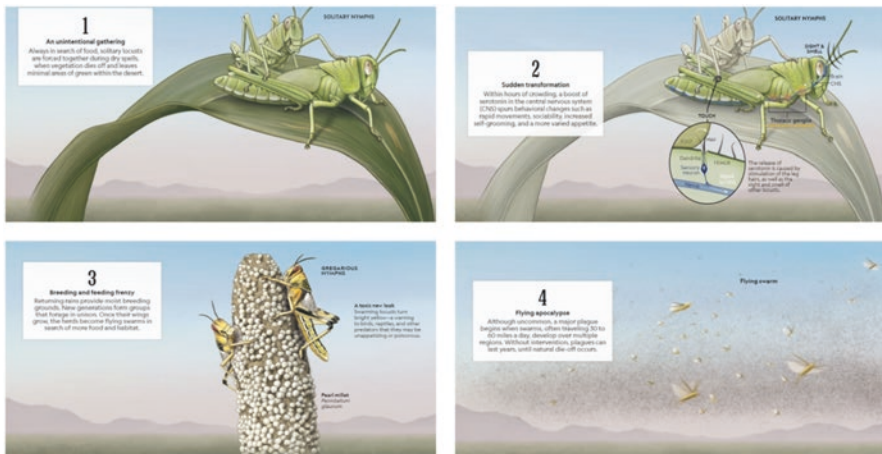 1
An unintentional gathering
Always in search of food, solitary locusts
are forced together during dry spells,
when vegetation dies off and leaves
minimal areas of green within the desert.
SOLITARY NYMPHS
2
Sudden transformation
Within hours of crowding, a boost of
serotonin in the central nervous system
(CNS) spurs behavioral changes such as
rapid movements, sociability, increased
self-grooming, and a more varied appetite.
SOLITARY NYMPHS
SIGHT &
SMELL
Brain
CNS
Thoracic ganglia
TOUCH
Hair
Dendrite
Sensory
neuron
The release of
serotonin is caused by
stimulation of the leg
hairs, as well as the
sight and smell of
other locusts.
3
Breeding and feeding frenzy
Returning rains provide moist breeding
grounds. New generations form groups
that forage in unison. Once their wings
grow, the herds become flying swarms in
search of more food and habitat.
GREGARIOUS
NYMPHS
A toxic new look
Swarming locusts turn
bright yellow—a warning
to birds, reptiles, and other
predators that they may be
unappetizing or poisonous.
Pearl millet
Pennisetum
glaucum
4
Flying apocalypse
Although uncommon, a major plague
begins when swarms, often traveling 30 to
60 miles a day, develop over multiple
regions. Without intervention, plagues can
last years, until natural die-off occurs.
Flying swarm